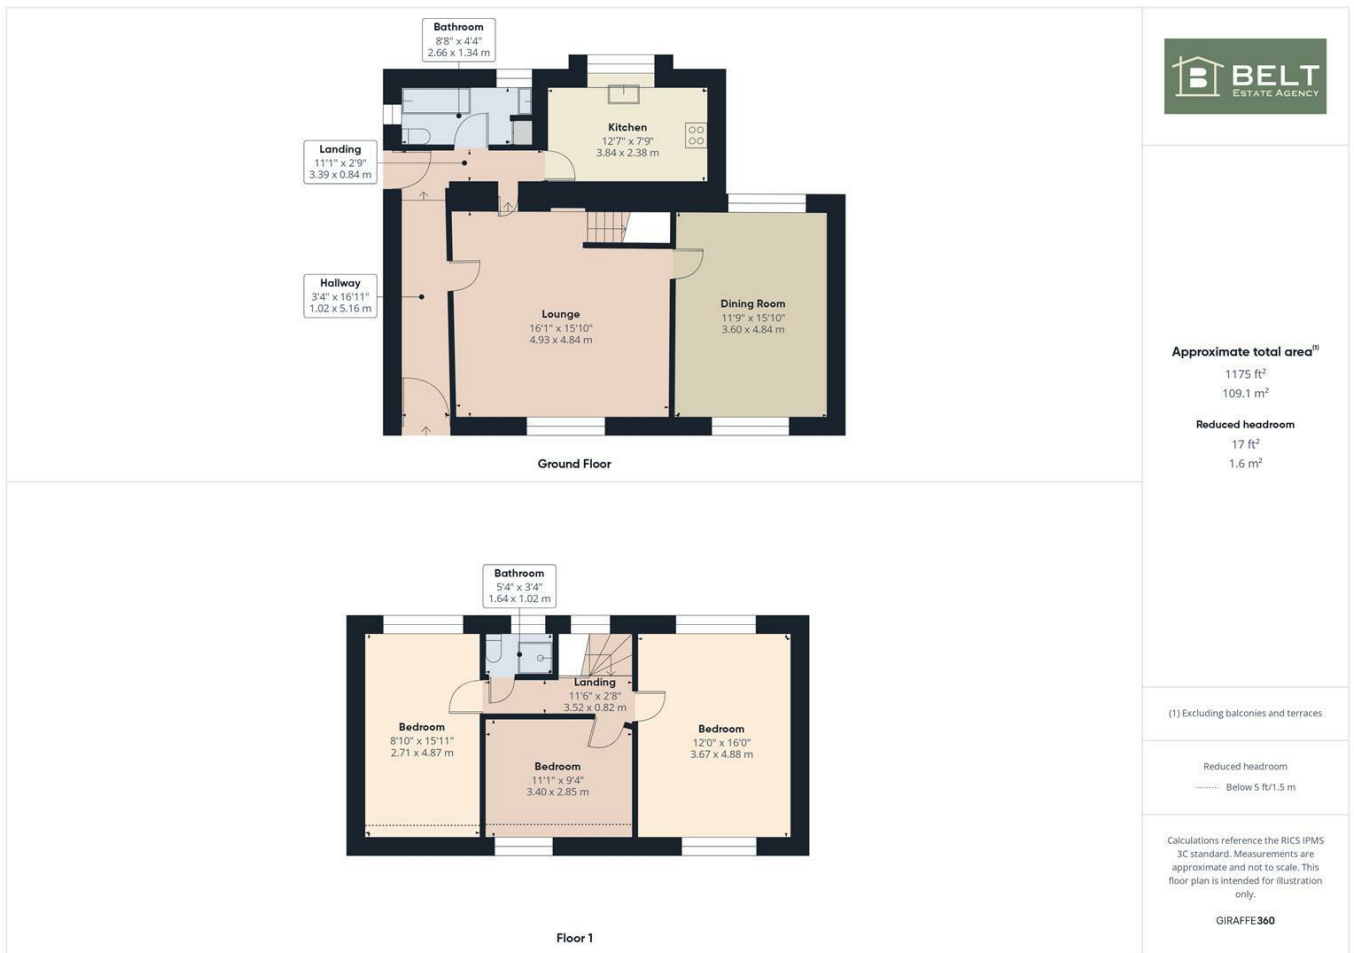 Bathroom
8'8" x 4'4"
2.66 x 1.34 m
Landing
11'1" x 2'9"
3.39 x 0.84 m
Kitchen
12'7" x 7'9"
3.84 x 2.38 m
Hallway
3'4" x 16'11"
1.02 x 5.16 m
Lounge
16'1" x 15'10"
4.93 x 4.84 m
Dining Room
11'9" x 15'10"
3.60 x 4.84 m
Ground Floor
Bathroom
5'4" x 3'4"
1.64 x 1.02 m
Landing
11'6" x 2'8"
3.52 x 0.82 m
Bedroom
8'10" x 15'11"
2.71 x 4.87 m
Bedroom
11'1" x 9'4"
3.40 x 2.85 m
Bedroom
12'0" x 16'0"
3.67 x 4.88 m
Floor 1
B BELT
ESTATE AGENCY
Approximate total area(1)
1175 ft²
109.1 m²
Reduced headroom
17 ft²
1.6 m²
(1) Excluding balconies and terraces
Reduced headroom
Below 5 ft/1.5 m
Calculations reference the RICS IPMS
3C standard. Measurements are
approximate and not to scale. This
floor plan is intended for illustration
only.
GIRAFFE360